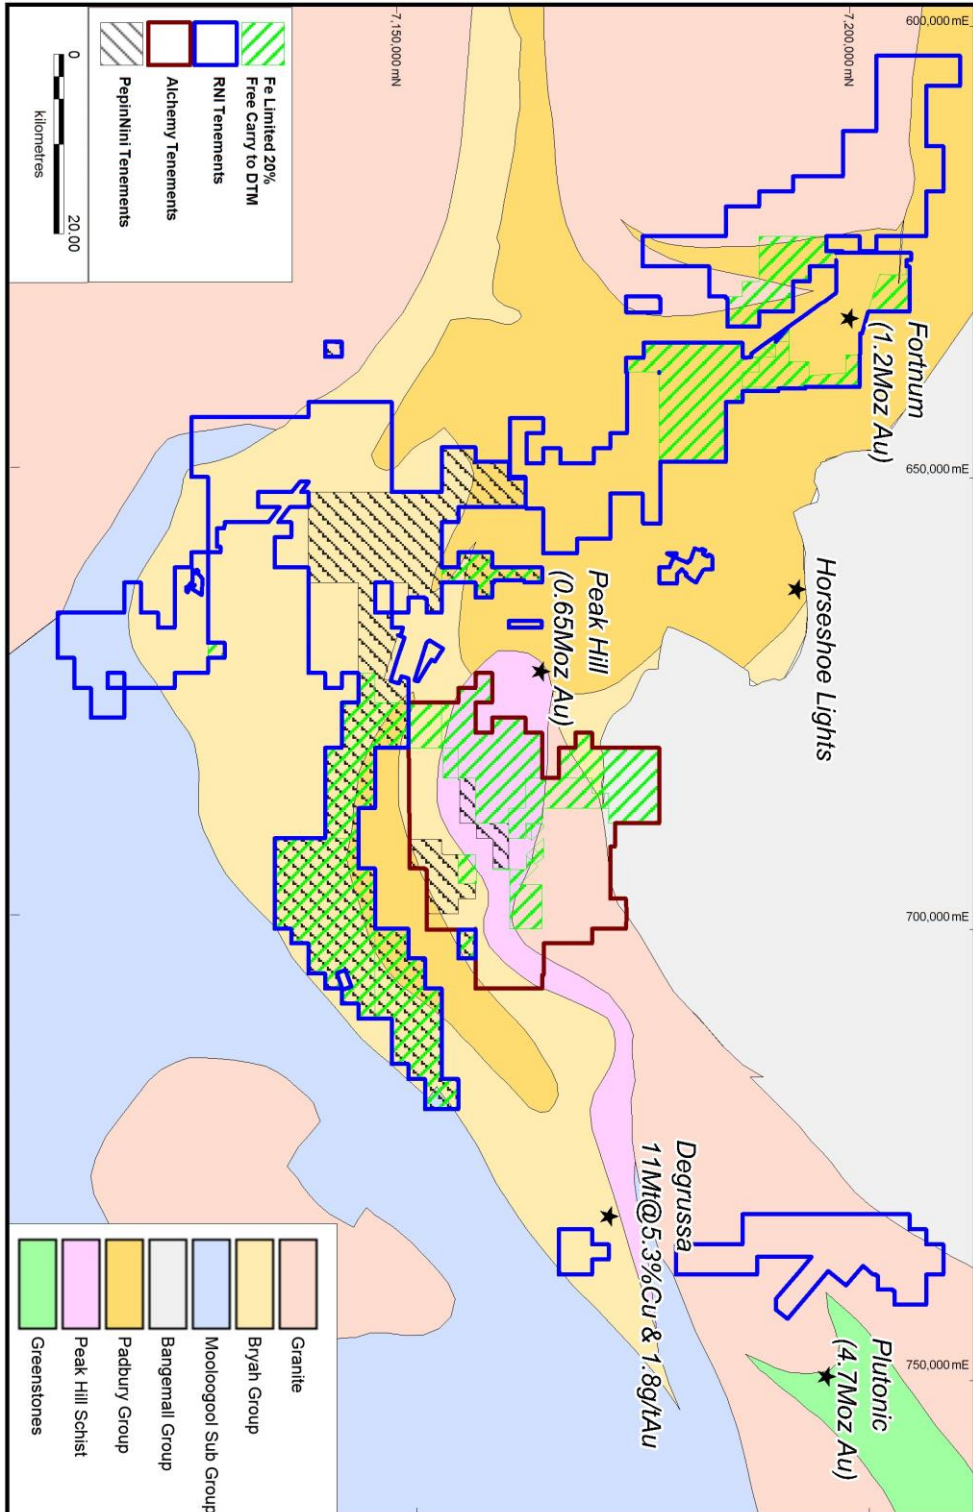 600,000 mE
650,000 mE
700,000 mE
750,000 mE
7,200,000 mN
7,150,000 mN
Fortnum
(1.2Moz Au)
Horseshoe Lights
Peak Hill
(0.65Moz Au)
Degrussa
11Mt@5.3%Cu & 1.8g/tAu
Plutonic
(4.7Moz Au)
Fe Limited 20%
Free Carry to DTM
RNI Tenements
Alchemy Tenements
PepinNini Tenements
0
20.00
kilometres
Granite
Bryah Group
Mooloogool Sub Group
Bangemall Group
Padbury Group
Peak Hill Schist
Greenstones